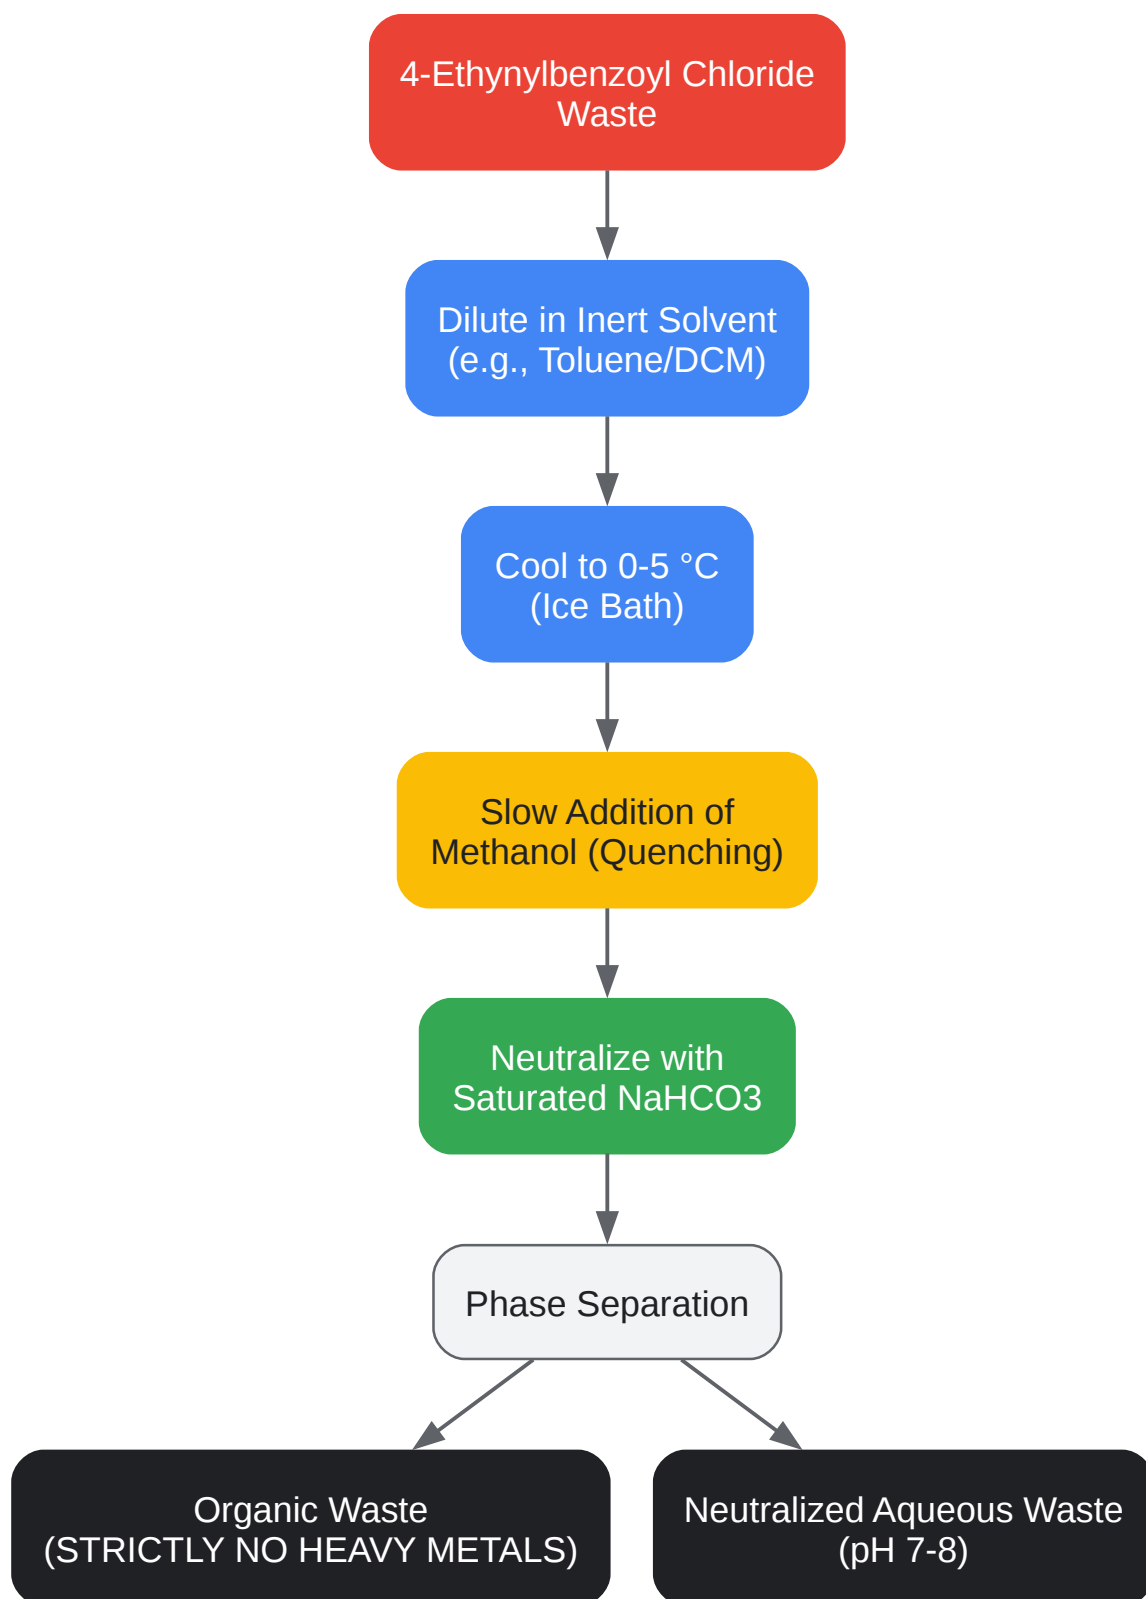 4-Ethynylbenzoyl Chloride
Waste
Dilute in Inert Solvent
(e.g., Toluene/DCM)
Cool to 0-5 °C
(Ice Bath)
Slow Addition of
Methanol (Quenching)
Neutralize with
Saturated NaHCO3
Phase Separation
Organic Waste
(STRICTLY NO HEAVY METALS)
Neutralized Aqueous Waste
(pH 7-8)